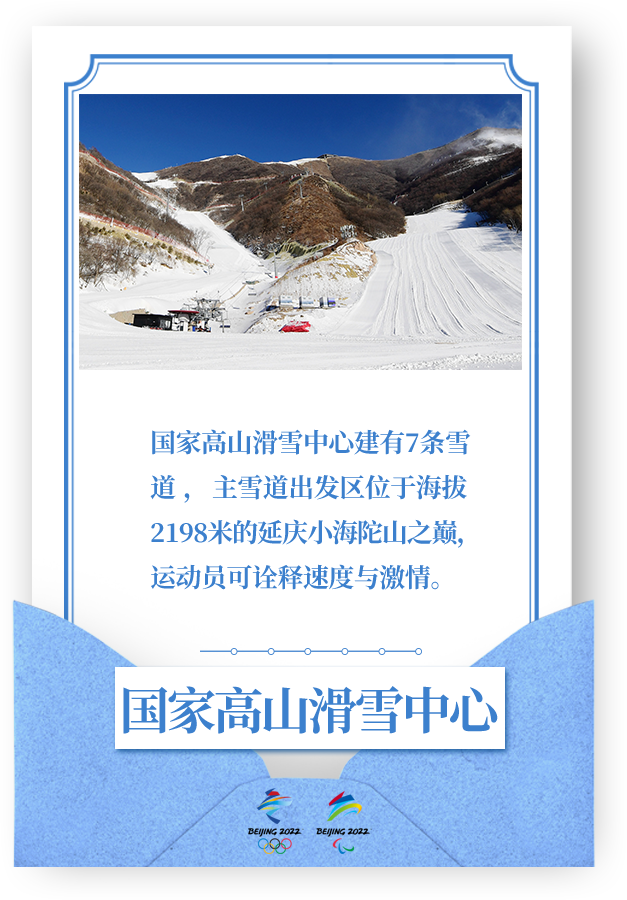 国家高山滑雪中心建有7条雪
道， 主雪道出发区位于海拔
2198米的延庆小海陀山之巅,
运动员可诠释速度与激情。
国家高山滑雪中心
BEIJING 2022 BEIJING 2022